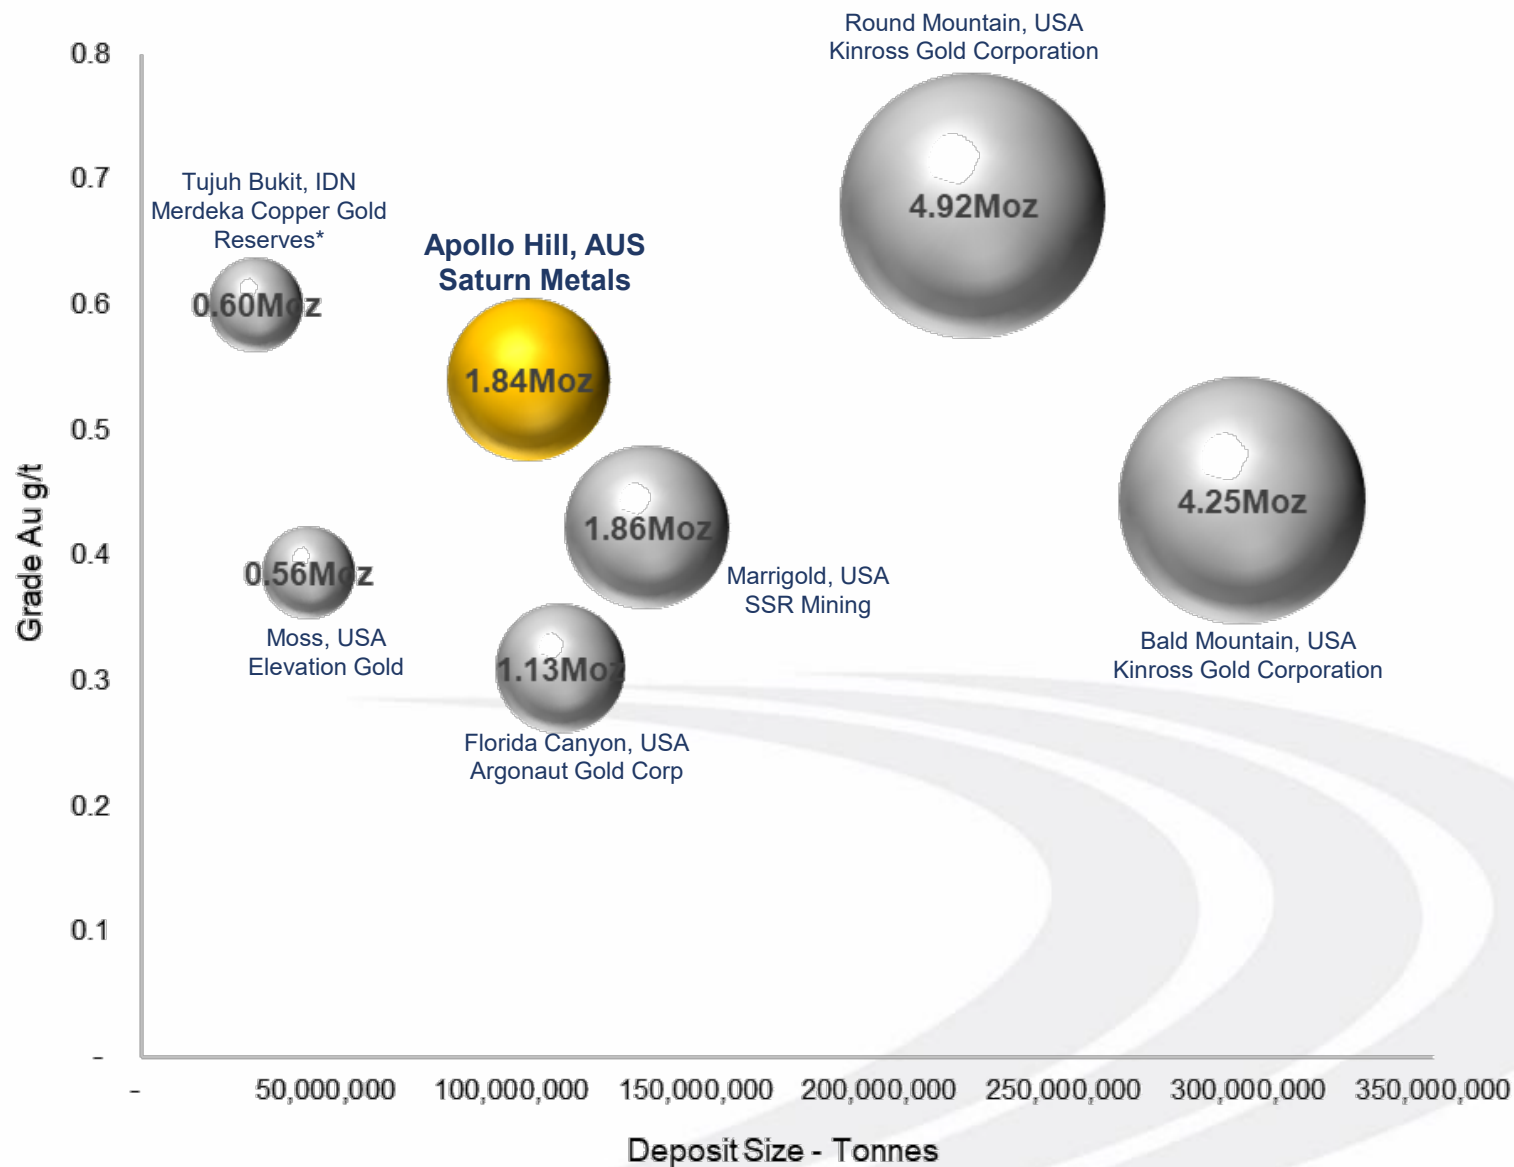 Round Mountain, USA
Kinross Gold Corporation
0.8
0.7
0.6
0.5
0.4
0.3
0.2
0.1
-
Grade Au g/t
4.92Moz
Tujuh Bukit, IDN
Merdeka Copper Gold
Reserves*
0.60Moz
Apollo Hill, AUS
Saturn Metals
1.84Moz
1.86Moz
Marrigold, USA
SSR Mining
4.25Moz
Bald Mountain, USA
Kinross Gold Corporation
0.56Moz
Moss, USA
Elevation Gold
1.13Moz
Florida Canyon, USA
Argonaut Gold Corp
- 50,000,000 100,000,000 150,000,000 200,000,000 250,000,000 300,000,000 350,000,000
Deposit Size - Tonnes